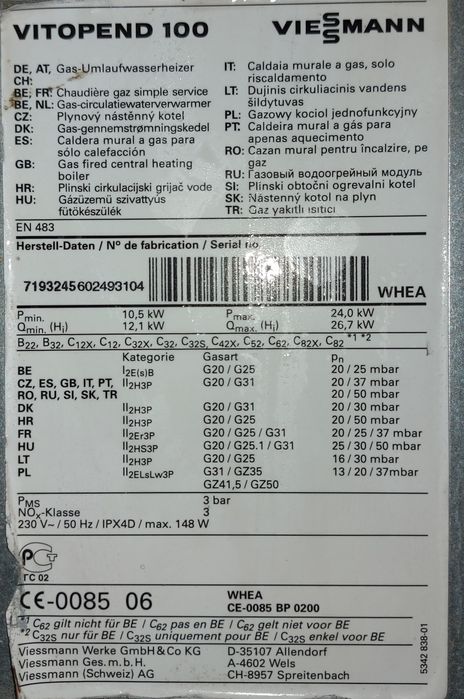 VITOPEND 100 VIESSMANN
DE, AT, Gas-Umlaufwasserheizer
CH:
BE, FR: Chaudière gaz simple service
BE, NL: Gas-circulatiewaterverwarmer
CZ: Plynový nástěnný kotel
DK: Gas-gennemstrømningskedel
ES: Caldera mural a gas para
sólo calefacción
GB: Gas fired central heating
boiler
HR: Plinski cirkulacijski grijač vode
HU: Gázüzemű szivattyús
fűtőkészülék
IT: Caldaia murale a gas, solo
riscaldamento
LT: Dujinis cirkuliacinis vandens
šildytuvas
PL: Gazowy kocioł jednofunkcyjny
PT: Caldeira mural a gás para
apenas aquecimento
RO: Cazan mural pentru încalzire, pe
gaz
RU: Газовый водогрейный модуль
SI: Plinski obtočni ogrevalni kotel
SK: Nástenný kotol na plyn
TR: Gaz yakıtlı ısıtıcı
EN 483
Herstell-Daten / N° de fabrication / Serial no
7193245602493104 WHEA
Pmin. 10,5 kW Pmax. 24,0 kW
Qmin. (Hi) 12,1 kW Qmax. (Hi) 26,7 kW
B22, B32, C12X, C12, C32X, C32, C32S, C42X, C52, C62, C82X, C82 *1 *2
Kategorie Gasart pn
BE I2E(s)B G20 / G25 20 / 25 mbar
CZ, ES, GB, IT, PT, II2H3P G20 / G31 20 / 37 mbar
RO, RU, SI, SK, TR 20 / 50 mbar
DK II2H3P G20 / G31 20 / 30 mbar
HR II2H3P G20 / G25 20 / 50 mbar
FR II2Er3P G20 / G25 / G31 20 / 25 / 37 mbar
HU II2HS3P G20 / G25.1 / G31 25 / 30 / 50 mbar
LT II2H3P G20 / G25 16 / 30 mbar
PL II2ELsLw3P G31 / GZ35 13 / 20 / 37mbar
GZ41,5 / GZ50
PMS 3 bar
NOx-Klasse 3
230 V~ / 50 Hz / IPX4D / max. 148 W
РСТ
ГС 02
CE-0085 06 WHEA
CE-0085 BP 0200
*1 C62 gilt nicht für BE / C62 pas en BE / C62 gelt niet voor BE
*2 C32S nur für BE / C32S uniquement pour BE / C32S enkel voor BE
Viessmann Werke GmbH & Co KG D-35107 Allendorf
Viessmann Ges. m. b. H. A-4602 Wels
Viessmann (Schweiz) AG CH-8957 Spreitenbach
5342 838-01